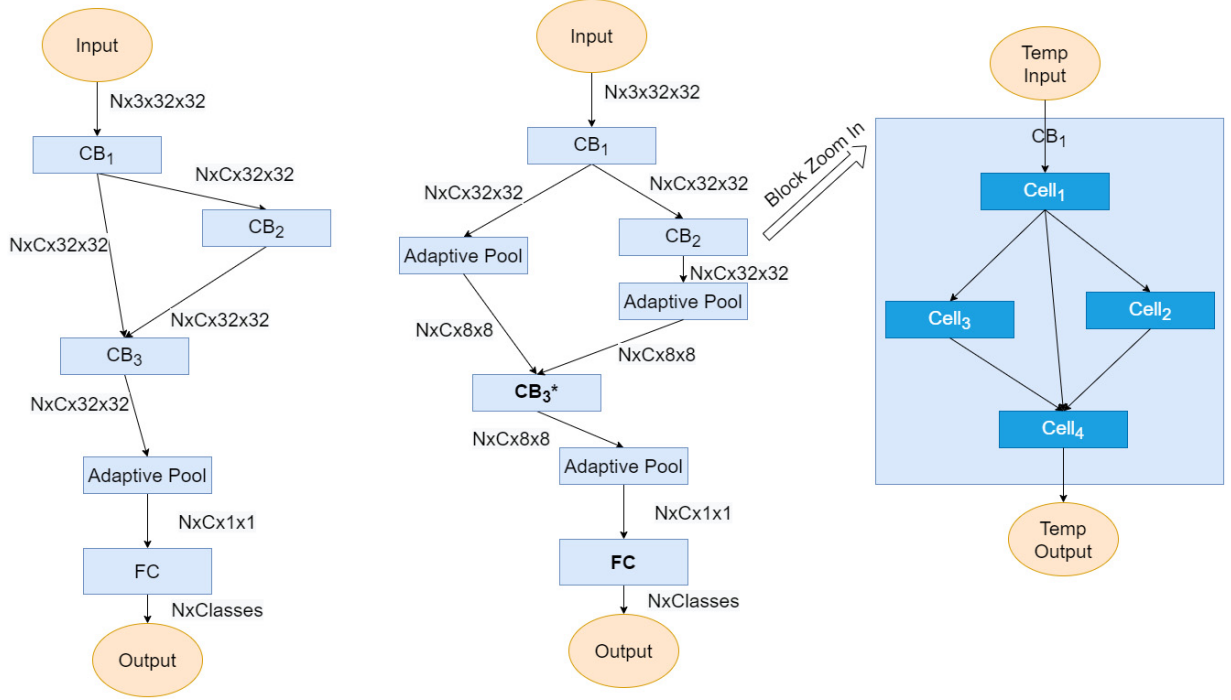 Input
Nx3x32x32
CB₁
NxCx32x32
CB₂
NxCx32x32
NxCx32x32
CB₃
NxCx32x32
Adaptive Pool
NxCx1x1
FC
NxClasses
Output
Input
Nx3x32x32
CB₁
NxCx32x32
NxCx32x32
CB₂
Adaptive Pool
NxCx32x32
Adaptive Pool
NxCx8x8
NxCx8x8
CB₃*
NxCx8x8
Adaptive Pool
NxCx1x1
FC
NxClasses
Output
Block Zoom In
Temp
Input
CB₁
Cell₁
Cell₃
Cell₂
Cell₄
Temp
Output